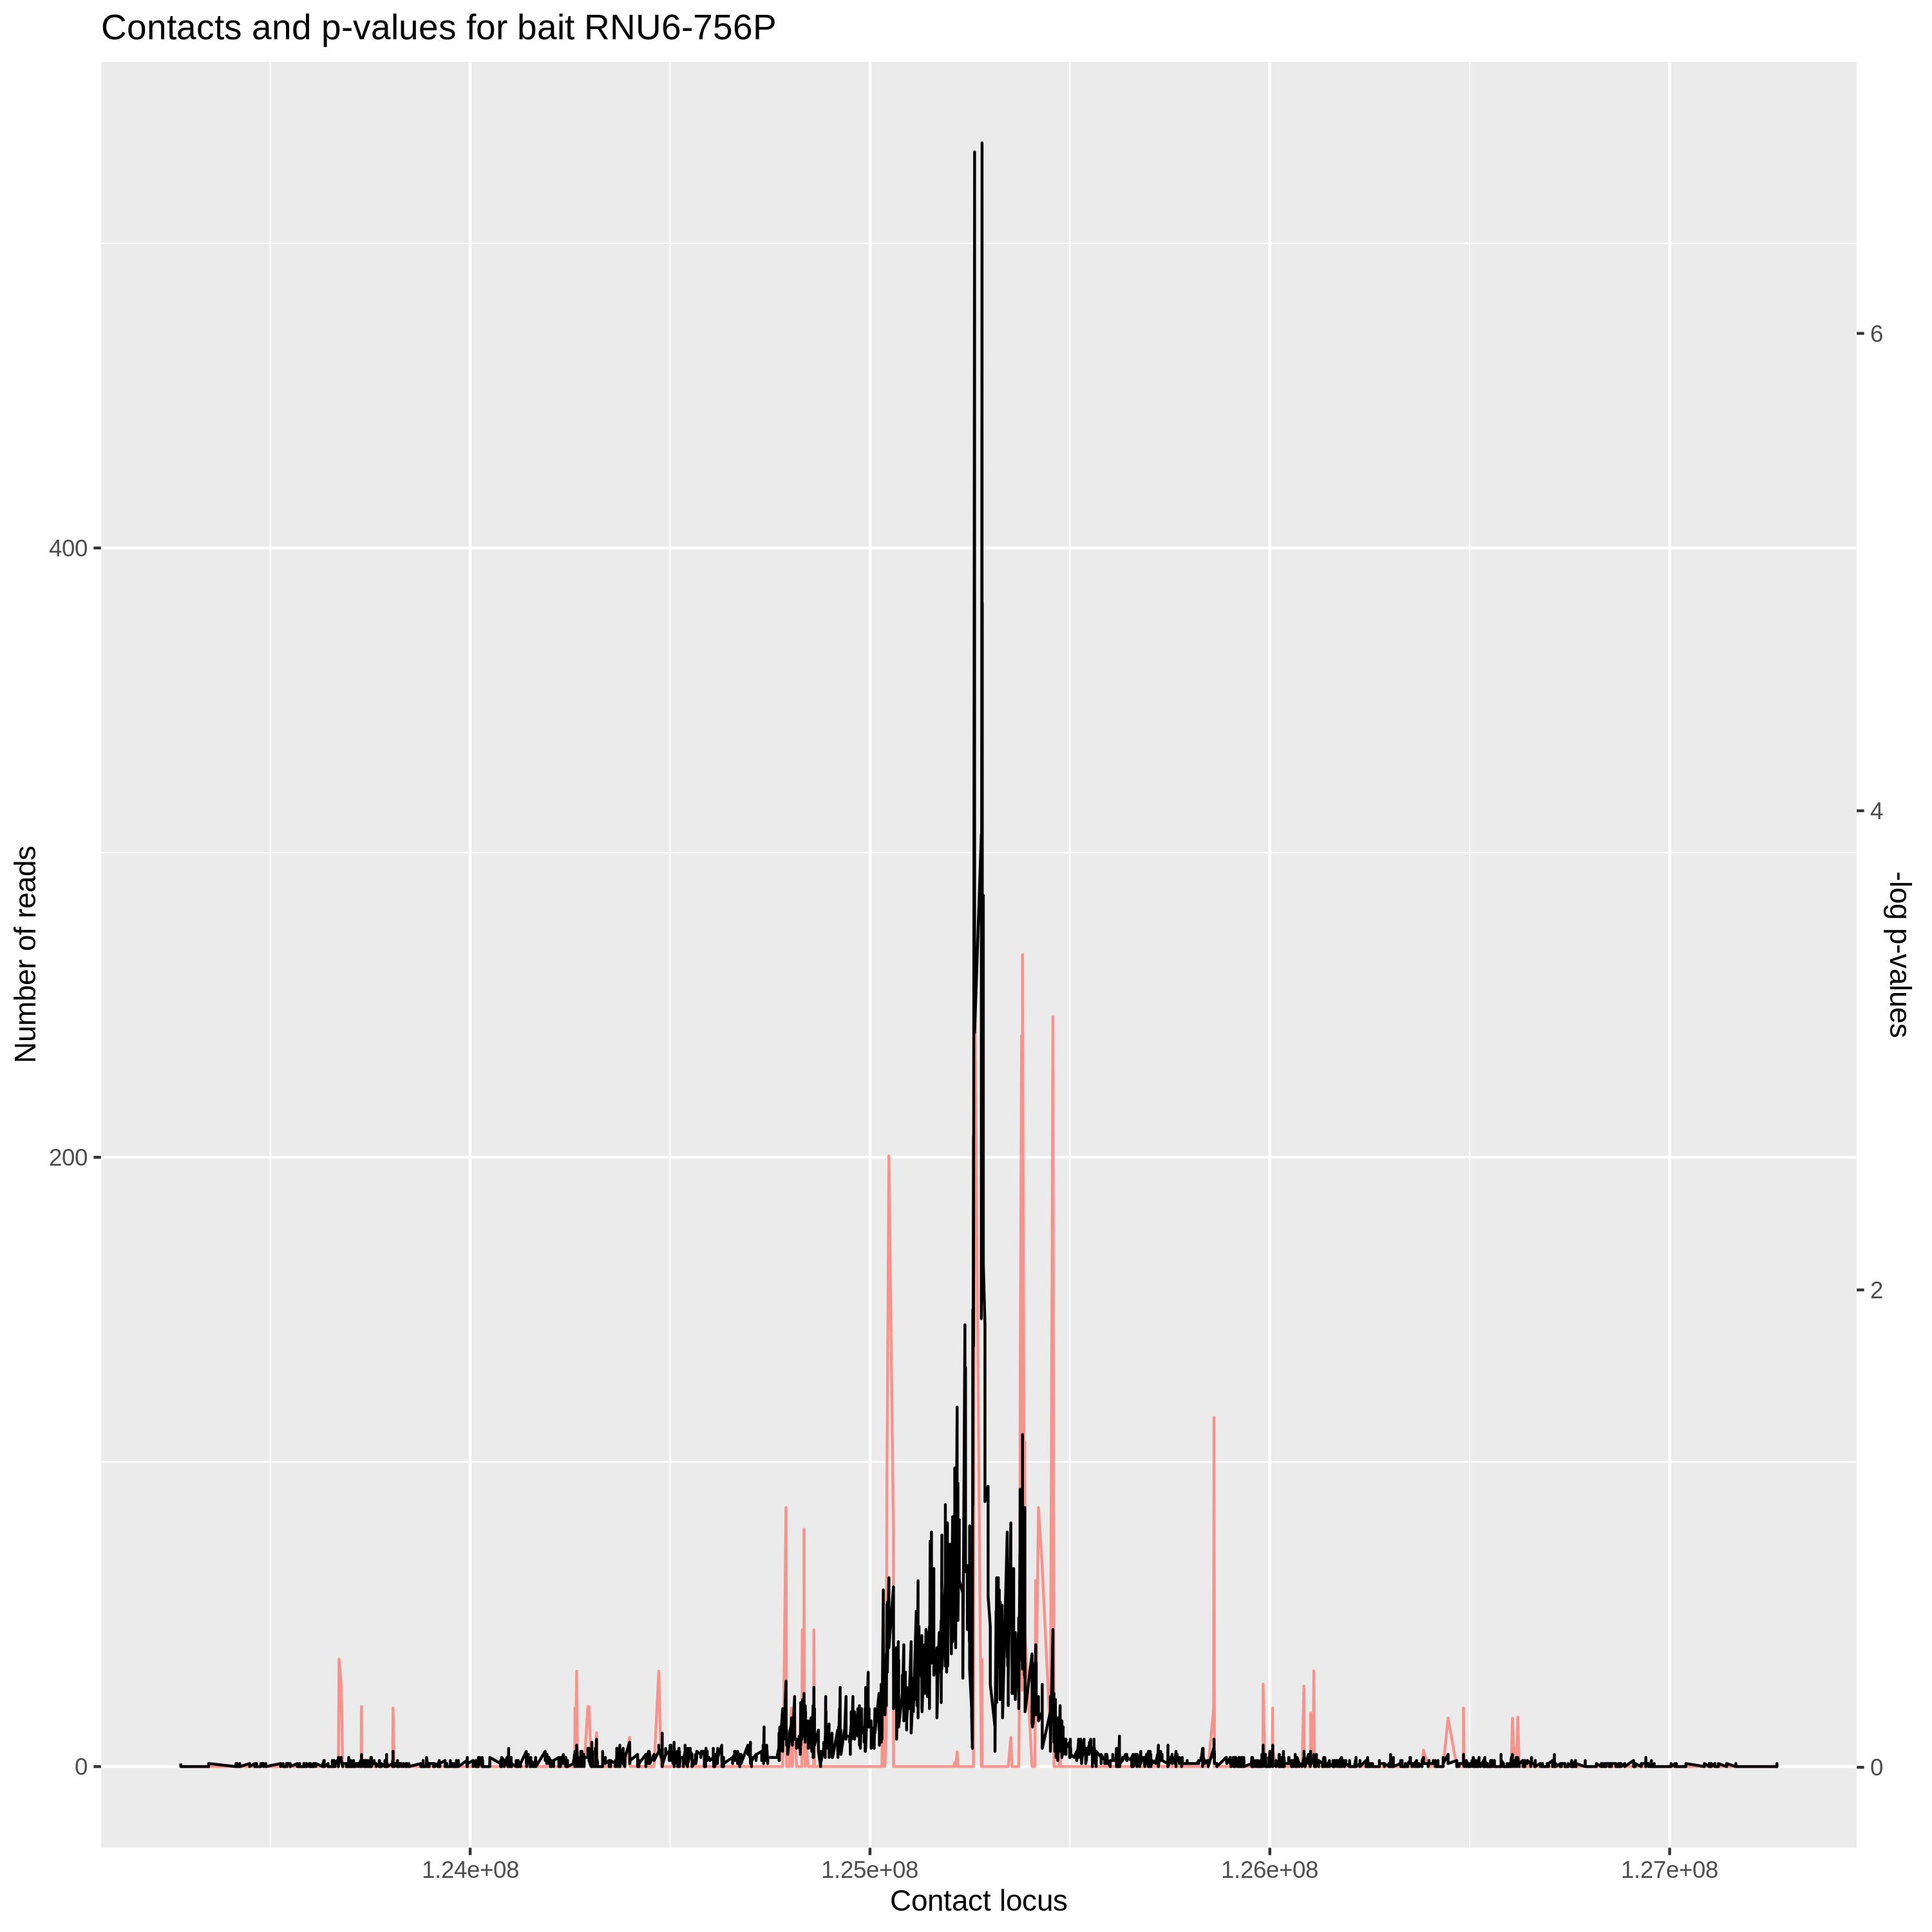 Contacts and p-values for bait RNU6-756P
Number of reads
400
200
0
6
4
2
0
-log p-values
1.24e+08
1.25e+08
1.26e+08
1.27e+08
Contact locus